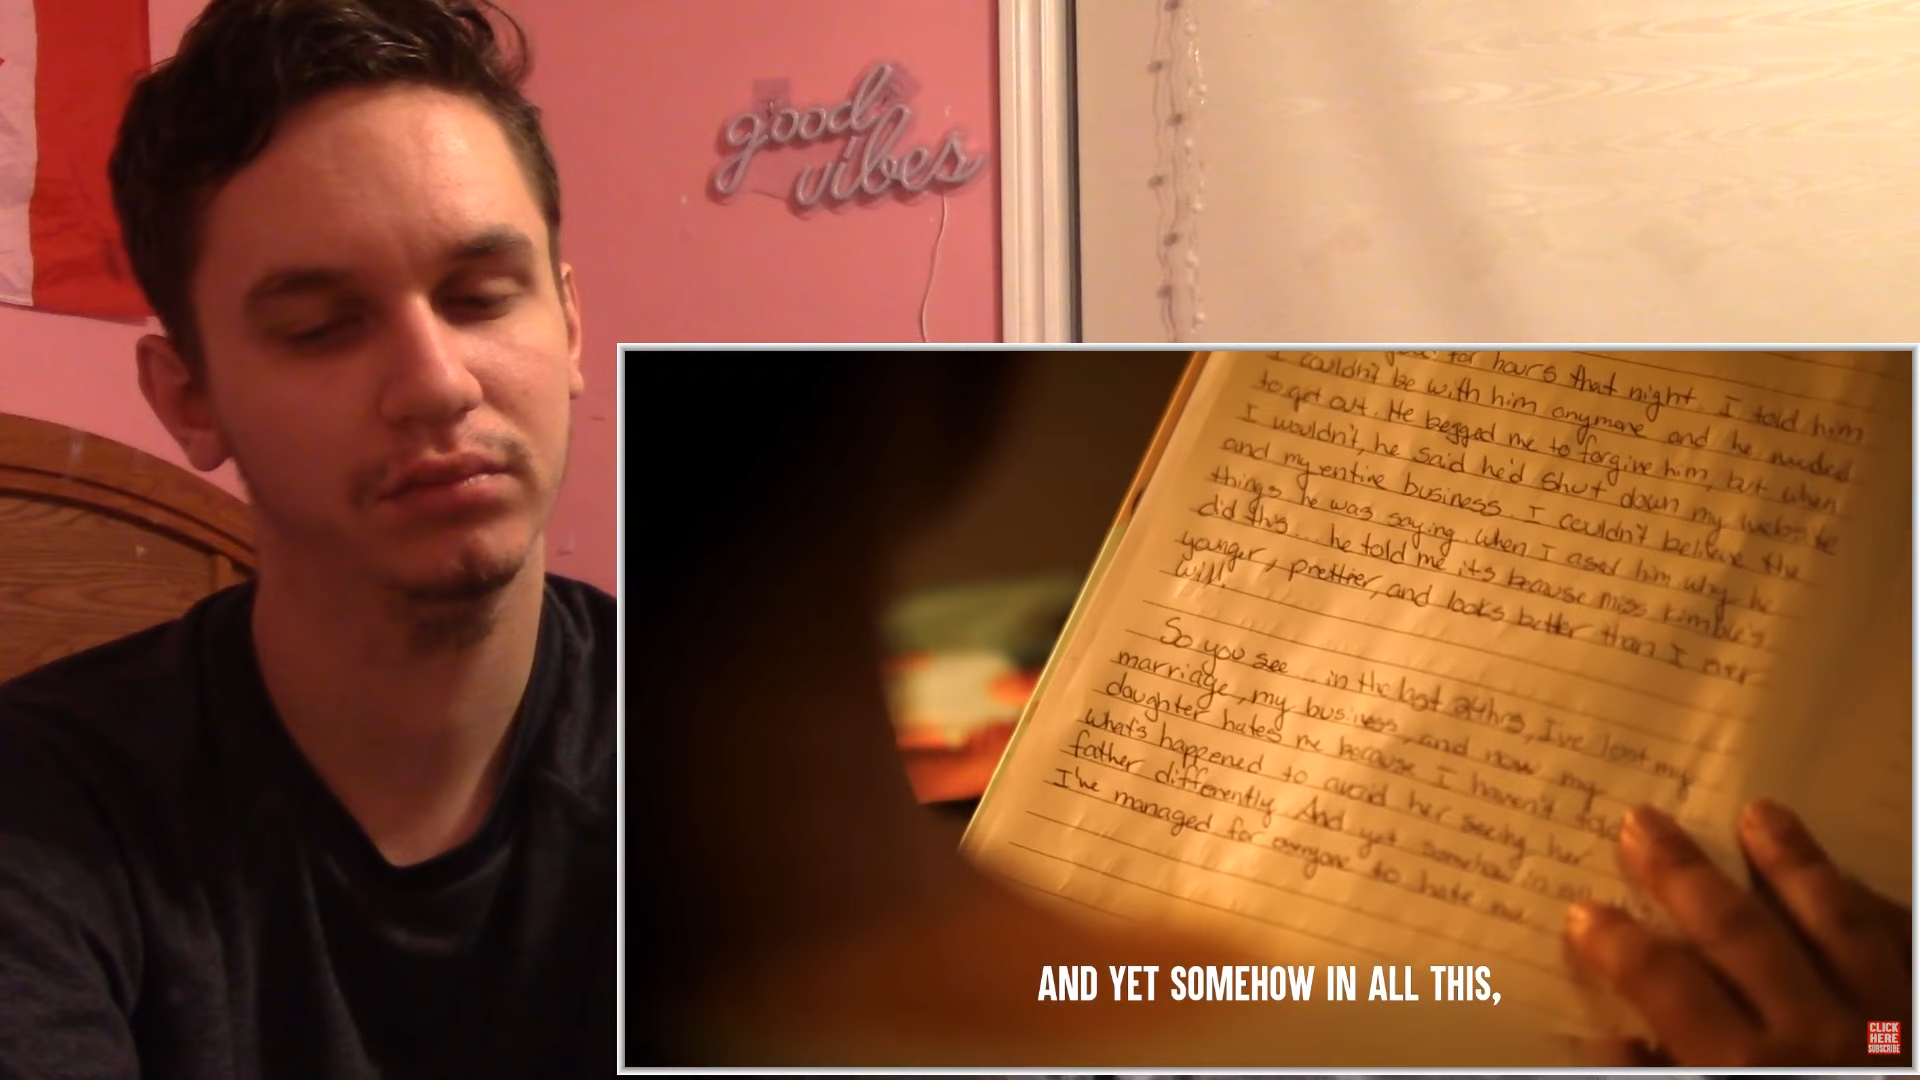 good
vibes
for hours that night. I told him
I couldn't be with him anymore and he needed
to get out. He begged me to forgive him, but when
I wouldn't, he said he'd shut down my website
and my entire business. I couldn't believe the
things he was saying. When I asked him why he
did this... he told me its because miss Kimble's
younger, prettier, and looks better than I ever
will!
So you see... in the last 24hrs, I've lost my
marriage, my business, and now my
daughter hates me because I haven't told
what's happened to avoid her seeing her
father differently. And yet somehow in all this
I've managed for everyone to hate me
AND YET SOMEHOW IN ALL THIS,
CLICK
HERE
SUBSCRIBE